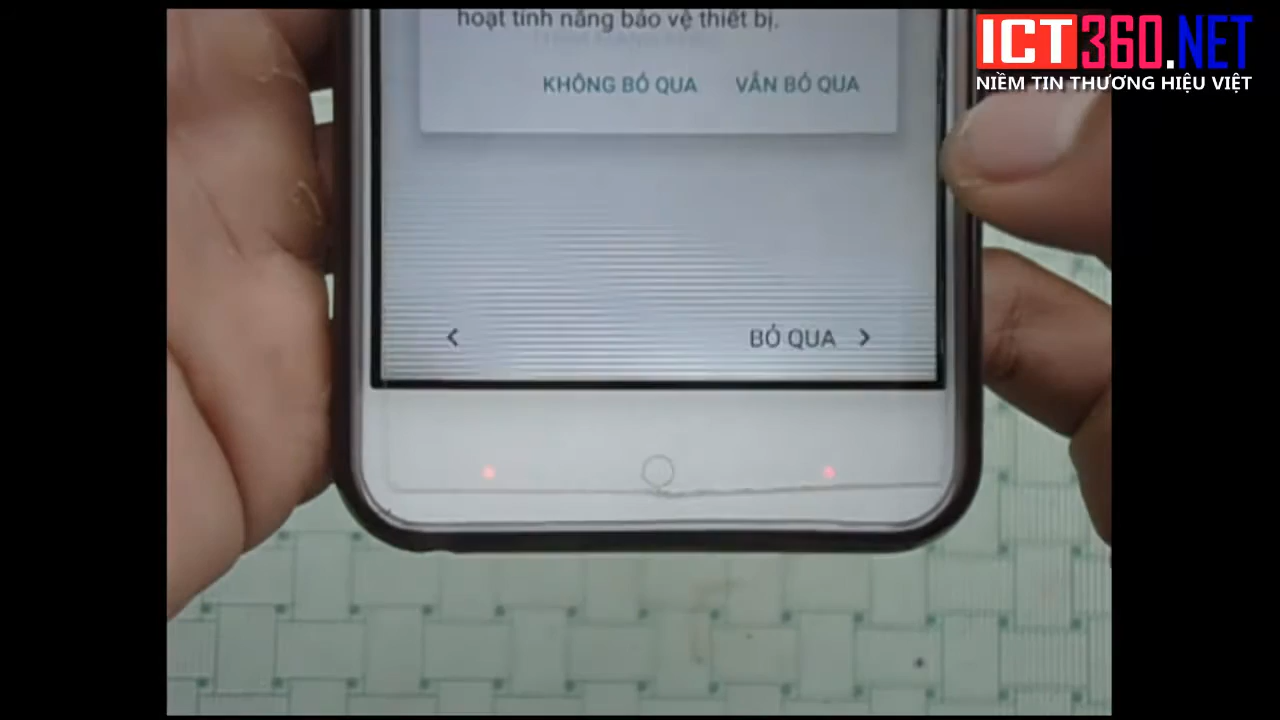 hoạt tính năng bảo vệ thiết bị.
KHÔNG BỎ QUA VẪN BỎ QUA
BỎ QUA
ICT360.NET
NIỀM TIN THƯƠNG HIỆU VIỆT